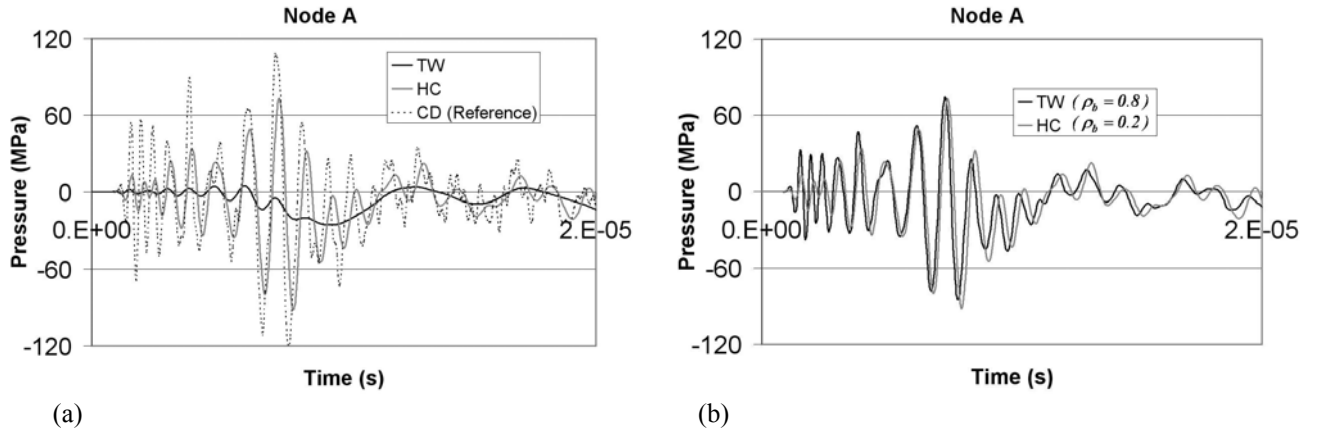 Node A
120
60
0
-60
-120
Pressure (MPa)
TW
HC
CD (Reference)
0.E+00
2.E-05
Time (s)
(a)
Node A
120
60
0
-60
-120
Pressure (MPa)
TW (ρb = 0.8)
HC (ρb = 0.2)
0.E+00
2.E-05
Time (s)
(b)